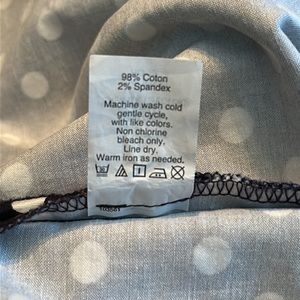 98% Coton
2% Spandex
Machine wash cold
gentle cycle,
with like colors.
Non chlorine
bleach only.
Line dry.
Warm iron as needed.